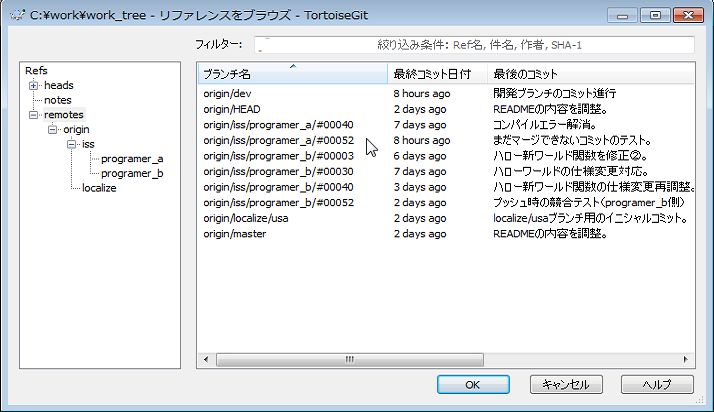 C:¥work¥work_tree - リファレンスをブラウズ - TortoiseGit
フィルター: 絞り込み条件: Ref名, 件名, 作者, SHA-1
Refs
heads
notes
remotes
origin
iss
programer_a
programer_b
localize
ブランチ名 最終コミット日付 最後のコミット
origin/dev 8 hours ago 開発ブランチのコミット進行
origin/HEAD 2 days ago READMEの内容を調整。
origin/iss/programer_a/#00040 7 days ago コンパイルエラー解消。
origin/iss/programer_a/#00052 8 hours ago まだマージできないコミットのテスト。
origin/iss/programer_b/#00003 6 days ago ハロー新ワールド関数を修正②。
origin/iss/programer_b/#00030 7 days ago ハローワールドの仕様変更対応。
origin/iss/programer_b/#00040 3 days ago ハロー新ワールド関数の仕様変更再調整。
origin/iss/programer_b/#00052 2 days ago プッシュ時の競合テスト(programer_b側)
origin/localize/usa 2 days ago localize/usaブランチ用のイニシャルコミット。
origin/master 2 days ago READMEの内容を調整。
OK キャンセル ヘルプ